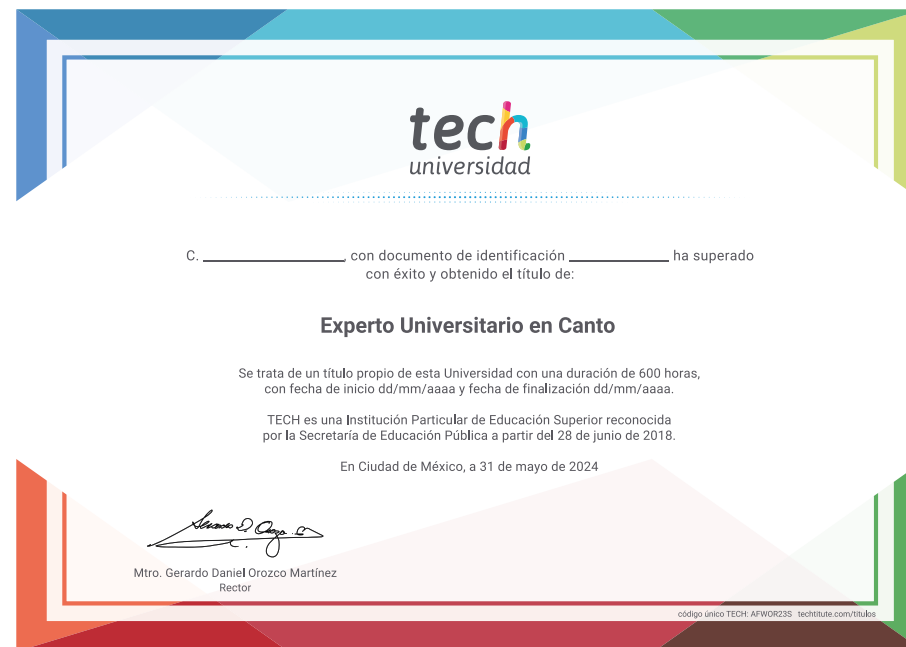 tech
universidad
C. ____________________, con documento de identificación ______________ ha superado
con éxito y obtenido el título de:
Experto Universitario en Canto
Se trata de un título propio de esta Universidad con una duración de 600 horas,
con fecha de inicio dd/mm/aaaa y fecha de finalización dd/mm/aaaa.
TECH es una Institución Particular de Educación Superior reconocida
por la Secretaría de Educación Pública a partir del 28 de junio de 2018.
En Ciudad de México, a 31 de mayo de 2024
Mtro. Gerardo Daniel Orozco Martínez
Rector
código único TECH: AFWOR23S techtitute.com/titulos